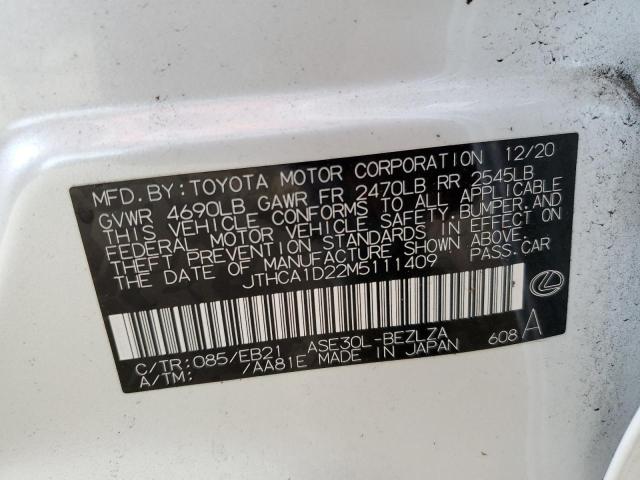 MFD. BY: TOYOTA MOTOR CORPORATION 12/20
GVWR 4690LB GAWR FR 2470LB RR 2545LB
THIS VEHICLE CONFORMS TO ALL APPLICABLE
FEDERAL MOTOR VEHICLE SAFETY, BUMPER, AND
THEFT PREVENTION STANDARDS IN EFFECT ON
THE DATE OF MANUFACTURE SHOWN ABOVE.
JTHCA1D22M5111409 PASS. CAR
C/TR: 085/EB21 ASE30L-BEZLZA
A/TM: /AA81E MADE IN JAPAN 608 A